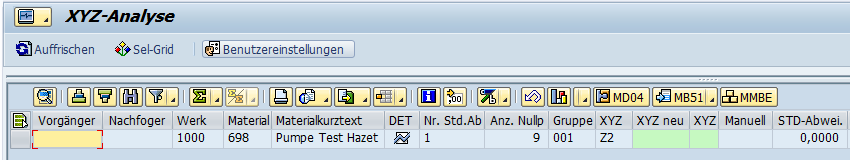 XYZ-Analyse
Auffrischen Sel-Grid Benutzereinstellungen
MD04 MB51 MMBE
Vorgänger Nachfoger Werk Material Materialkurztext DET Nr. Std.Ab Anz. Nullp Gruppe XYZ XYZ neu XYZ Manuell STD-Abwei.
1000 698 Pumpe Test Hazet 1 9 001 Z2 0,0000